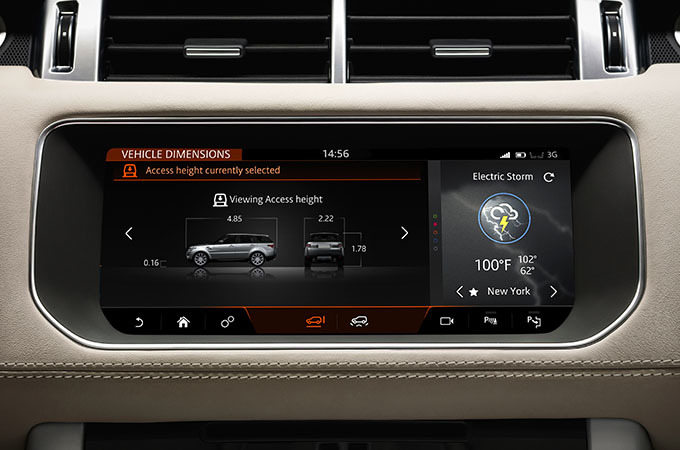 VEHICLE DIMENSIONS 14:56 3G
Access height currently selected
Electric Storm
Viewing Access height
4.85 2.22
1.78
0.16
100°F 102°
62°
New York